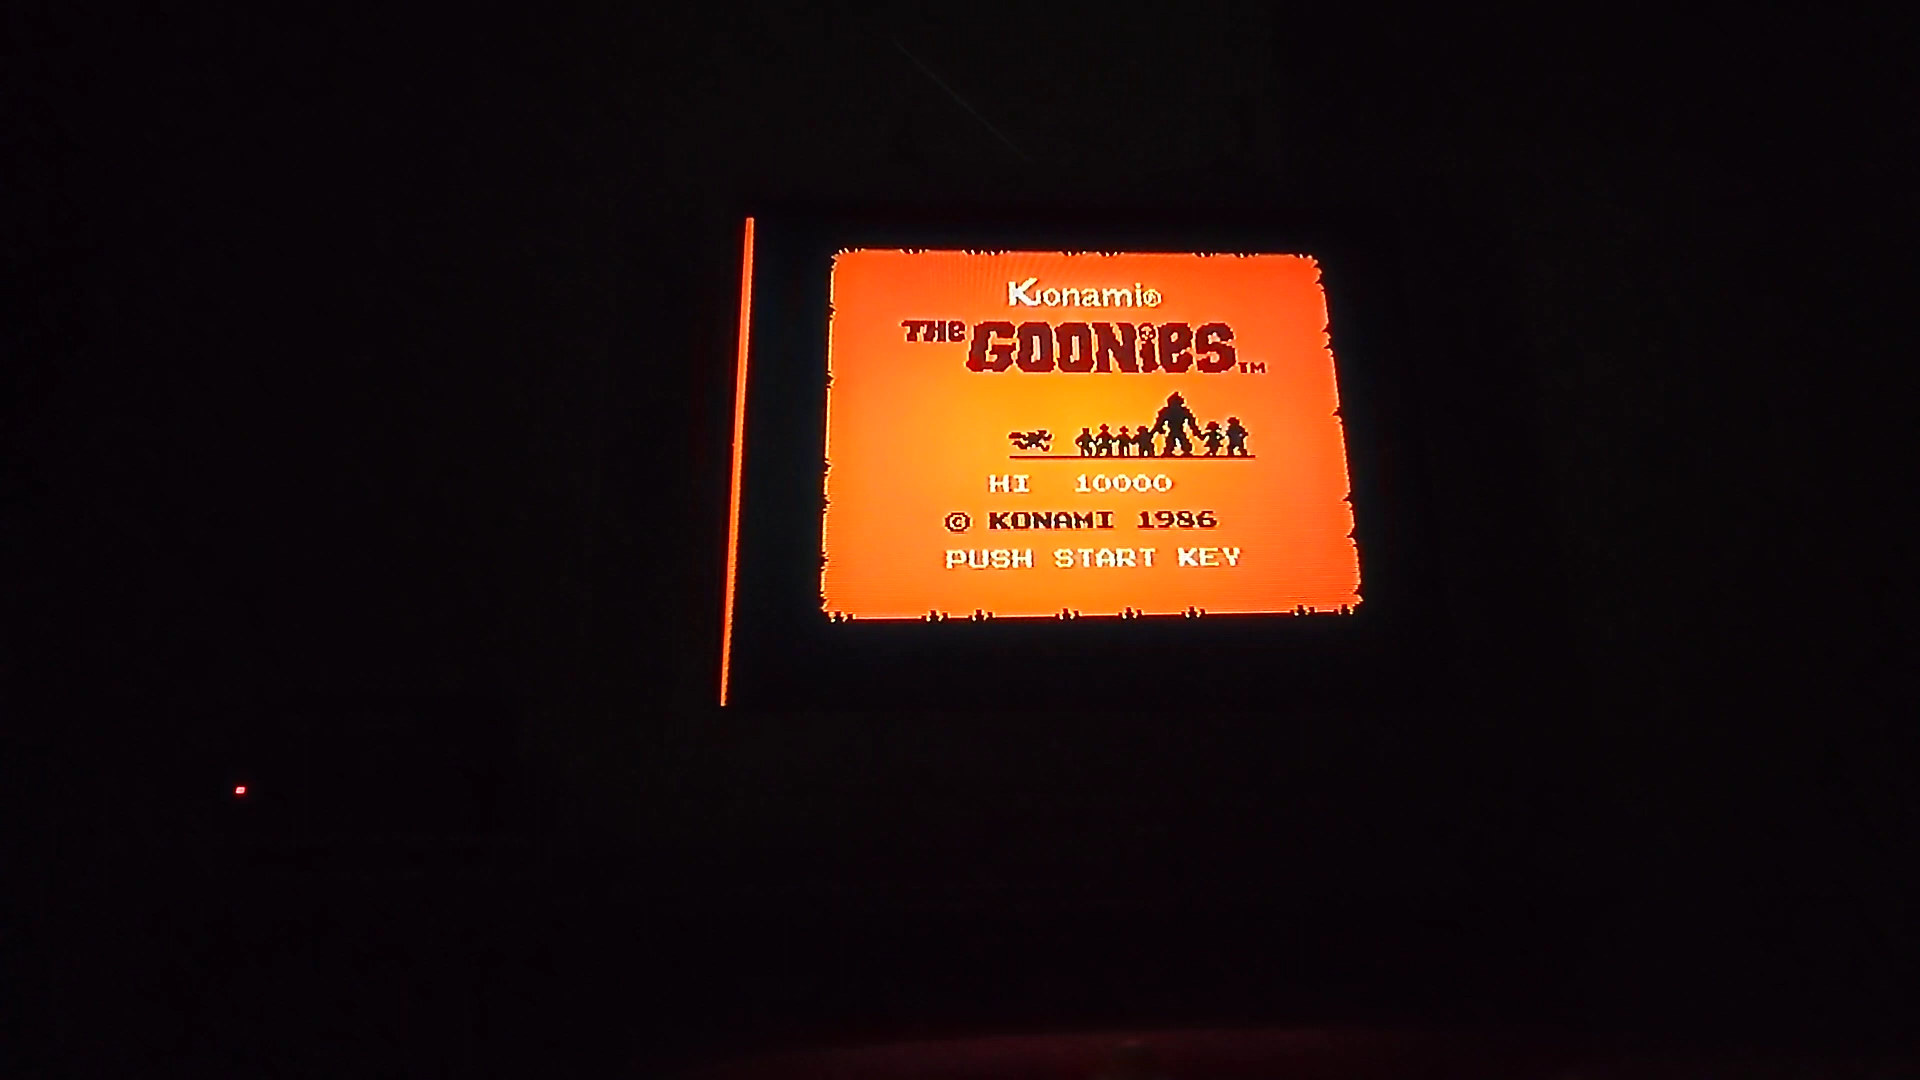 Konami®
THE GOONIES™
HI 10000
© KONAMI 1986
PUSH START KEY